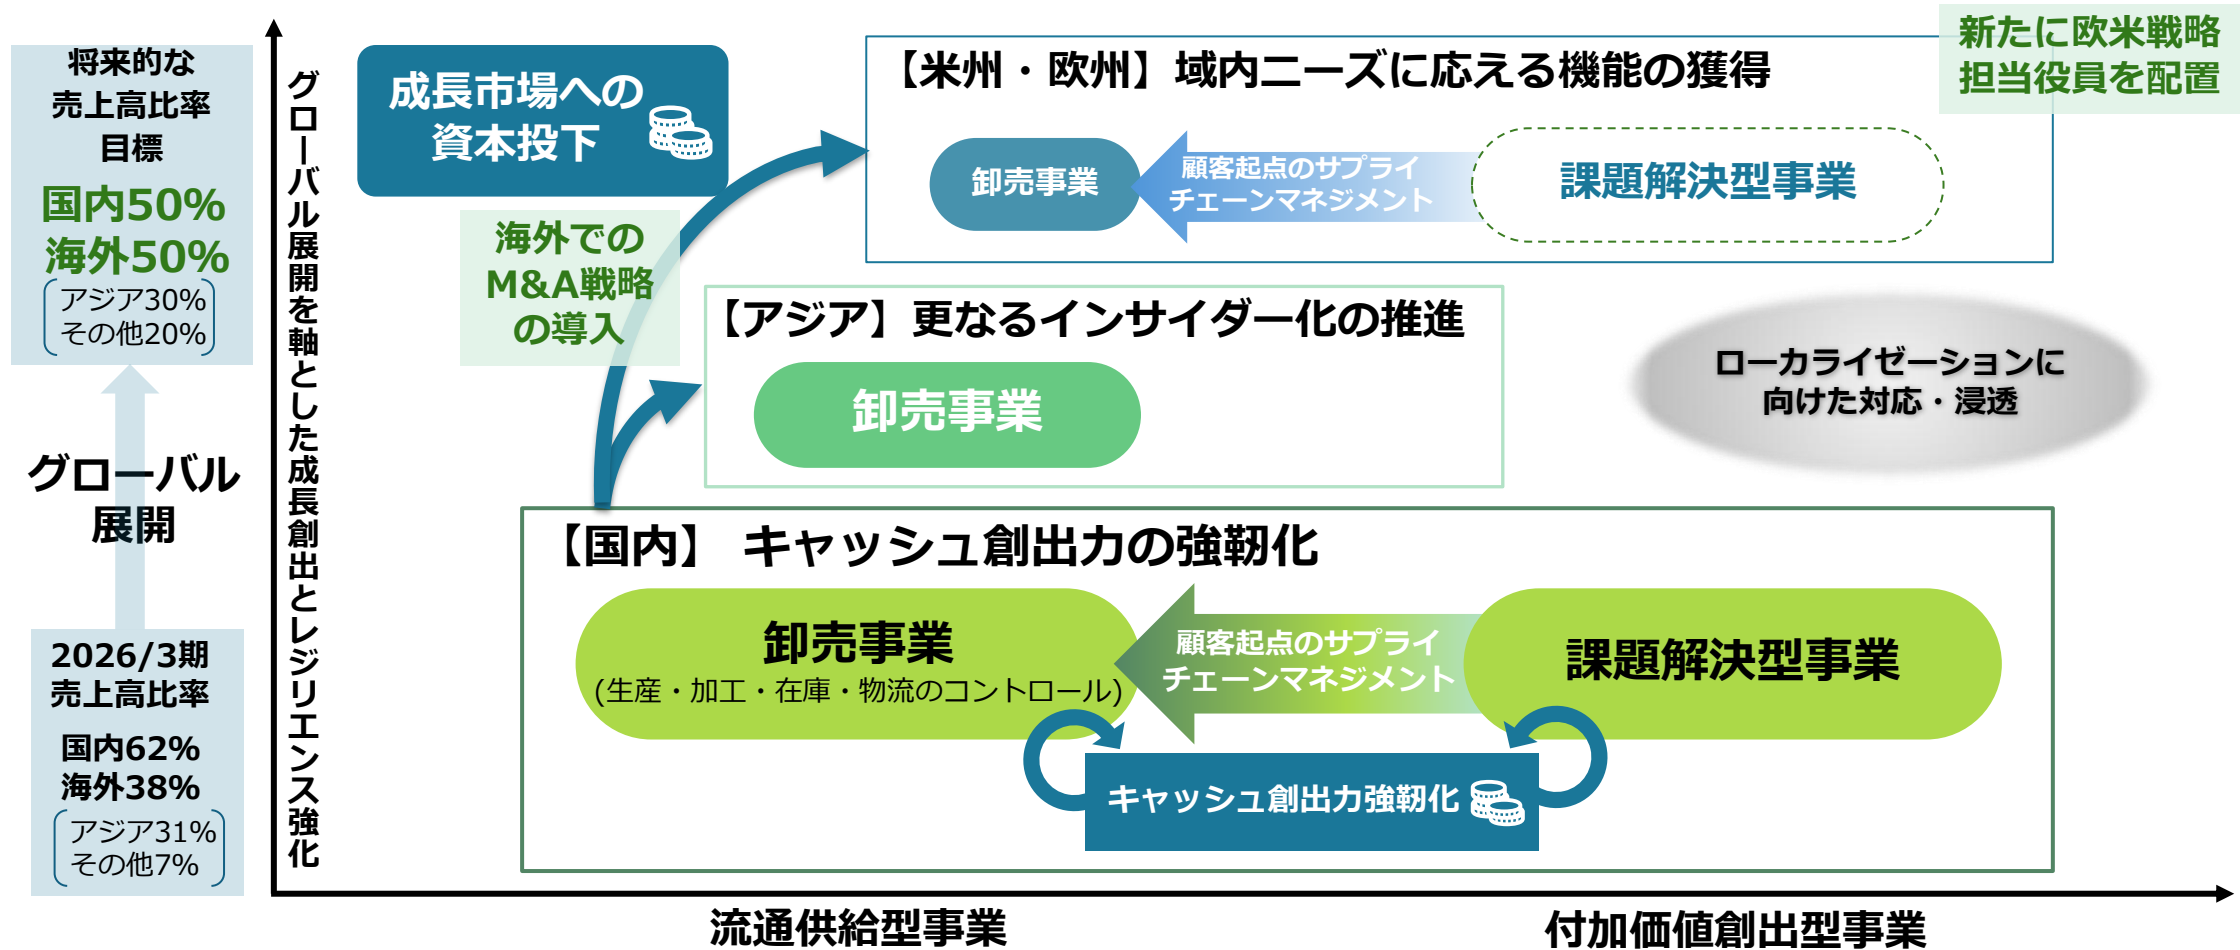 将来的な
売上高比率
目標
国内50%
海外50%
アジア30%
その他20%
グローバル
展開
2026/3期
売上高比率
国内62%
海外38%
アジア31%
その他7%
グローバル展開を軸とした成長創出とレジリエンス強化
成長市場への
資本投下
海外での
M&A戦略
の導入
【米州・欧州】域内ニーズに応える機能の獲得
新たに欧米戦略
担当役員を配置
卸売事業
顧客起点のサプライ
チェーンマネジメント
課題解決型事業
【アジア】更なるインサイダー化の推進
卸売事業
ローカライゼーションに
向けた対応・浸透
【国内】 キャッシュ創出力の強靭化
卸売事業
(生産・加工・在庫・物流のコントロール)
顧客起点のサプライ
チェーンマネジメント
課題解決型事業
キャッシュ創出力強靭化
流通供給型事業
付加価値創出型事業